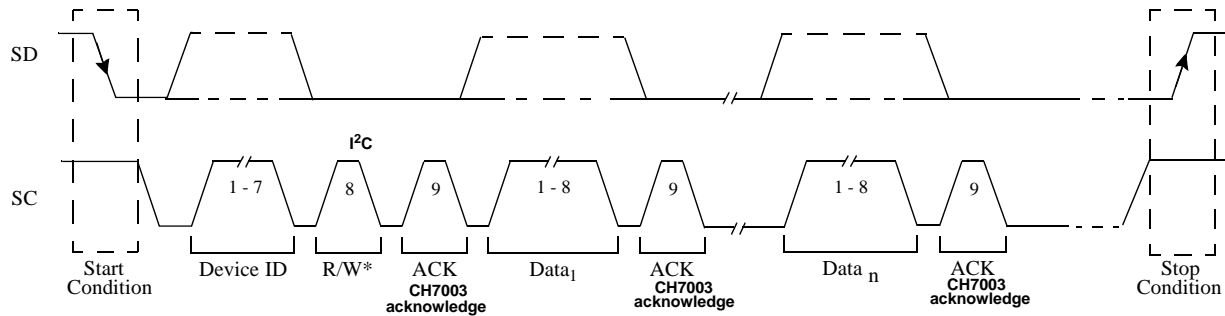 SD
I²C
SC
1 - 7
8
9
1 - 8
9
1 - 8
9
Start
Condition
Device ID
R/W*
ACK
CH7003
acknowledge
Data1
ACK
CH7003
acknowledge
Data n
ACK
CH7003
acknowledge
Stop
Condition